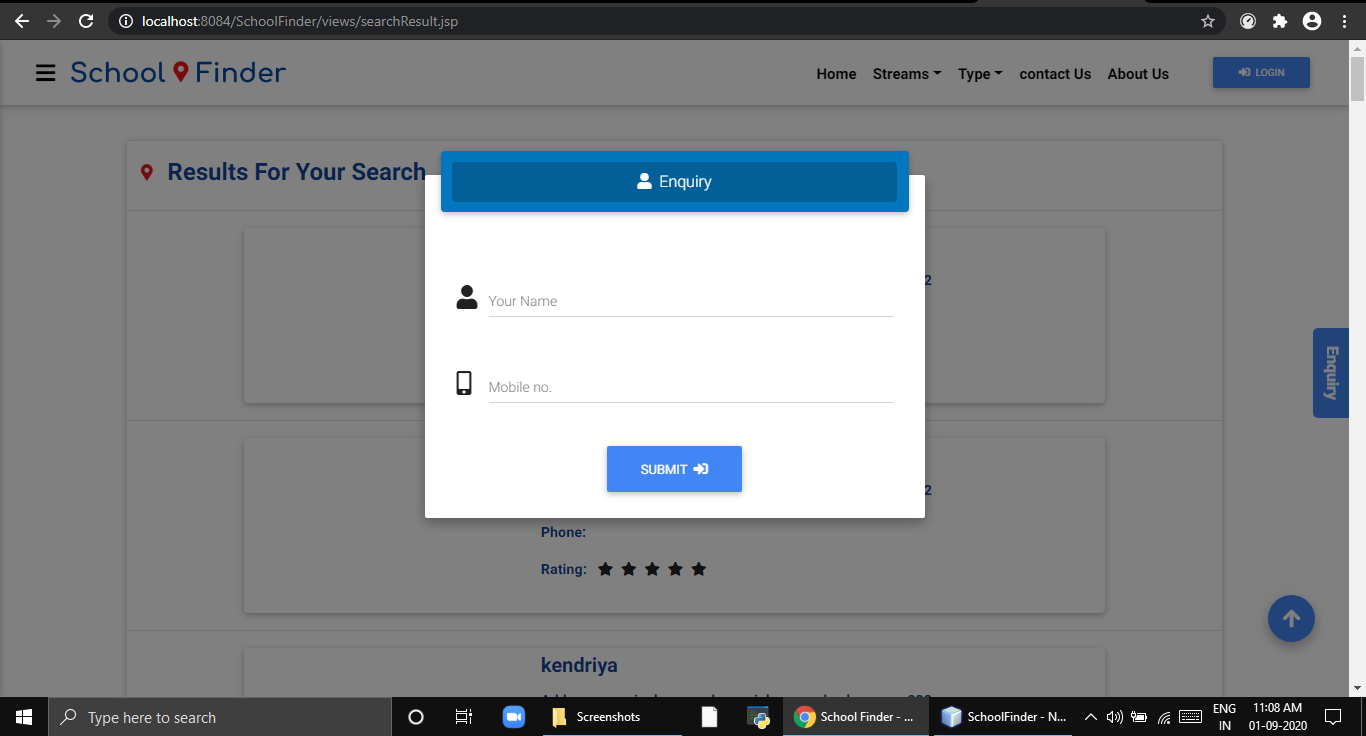 localhost:8084/SchoolFinder/views/searchResult.jsp
School Finder
Home Streams Type contact Us About Us LOGIN
Results For Your Search
Enquiry
2
Your Name
Enquiry
Mobile no.
SUBMIT
2
Phone:
Rating:
kendriya
Type here to search
Screenshots
School Finder - ...
SchoolFinder - N...
ENG
IN
11:08 AM
01-09-2020